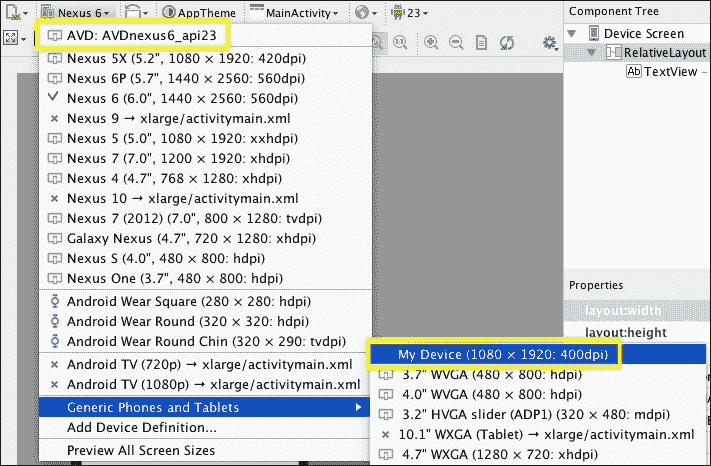 Nexus 6 AppTheme MainActivity 23
AVD: AVDnexus6_api23
Nexus 5X (5.2", 1080 × 1920: 420dpi)
Nexus 6P (5.7", 1440 × 2560: 560dpi)
Nexus 6 (6.0", 1440 × 2560: 560dpi)
Nexus 9 → xlarge/activitymain.xml
Nexus 5 (5.0", 1080 × 1920: xxhdpi)
Nexus 7 (7.0", 1200 × 1920: xhdpi)
Nexus 4 (4.7", 768 × 1280: xhdpi)
Nexus 10 → xlarge/activitymain.xml
Nexus 7 (2012) (7.0", 800 × 1280: tvdpi)
Galaxy Nexus (4.7", 720 × 1280: xhdpi)
Nexus S (4.0", 480 × 800: hdpi)
Nexus One (3.7", 480 × 800: hdpi)
Android Wear Square (280 × 280: hdpi)
Android Wear Round (320 × 320: hdpi)
Android Wear Round Chin (320 × 290: tvdpi)
Android TV (720p) → xlarge/activitymain.xml
Android TV (1080p) → xlarge/activitymain.xml
Generic Phones and Tablets
Add Device Definition...
Preview All Screen Sizes
My Device (1080 × 1920: 400dpi)
3.7" WVGA (480 × 800: hdpi)
4.0" WVGA (480 × 800: hdpi)
3.2" HVGA slider (ADP1) (320 × 480: mdpi)
10.1" WXGA (Tablet) → xlarge/activitymain.xml
4.7" WXGA (1280 × 720: xhdpi)
1:1
Component Tree
Device Screen
RelativeLayout
Ab TextView –
Properties
layout:width
layout:height